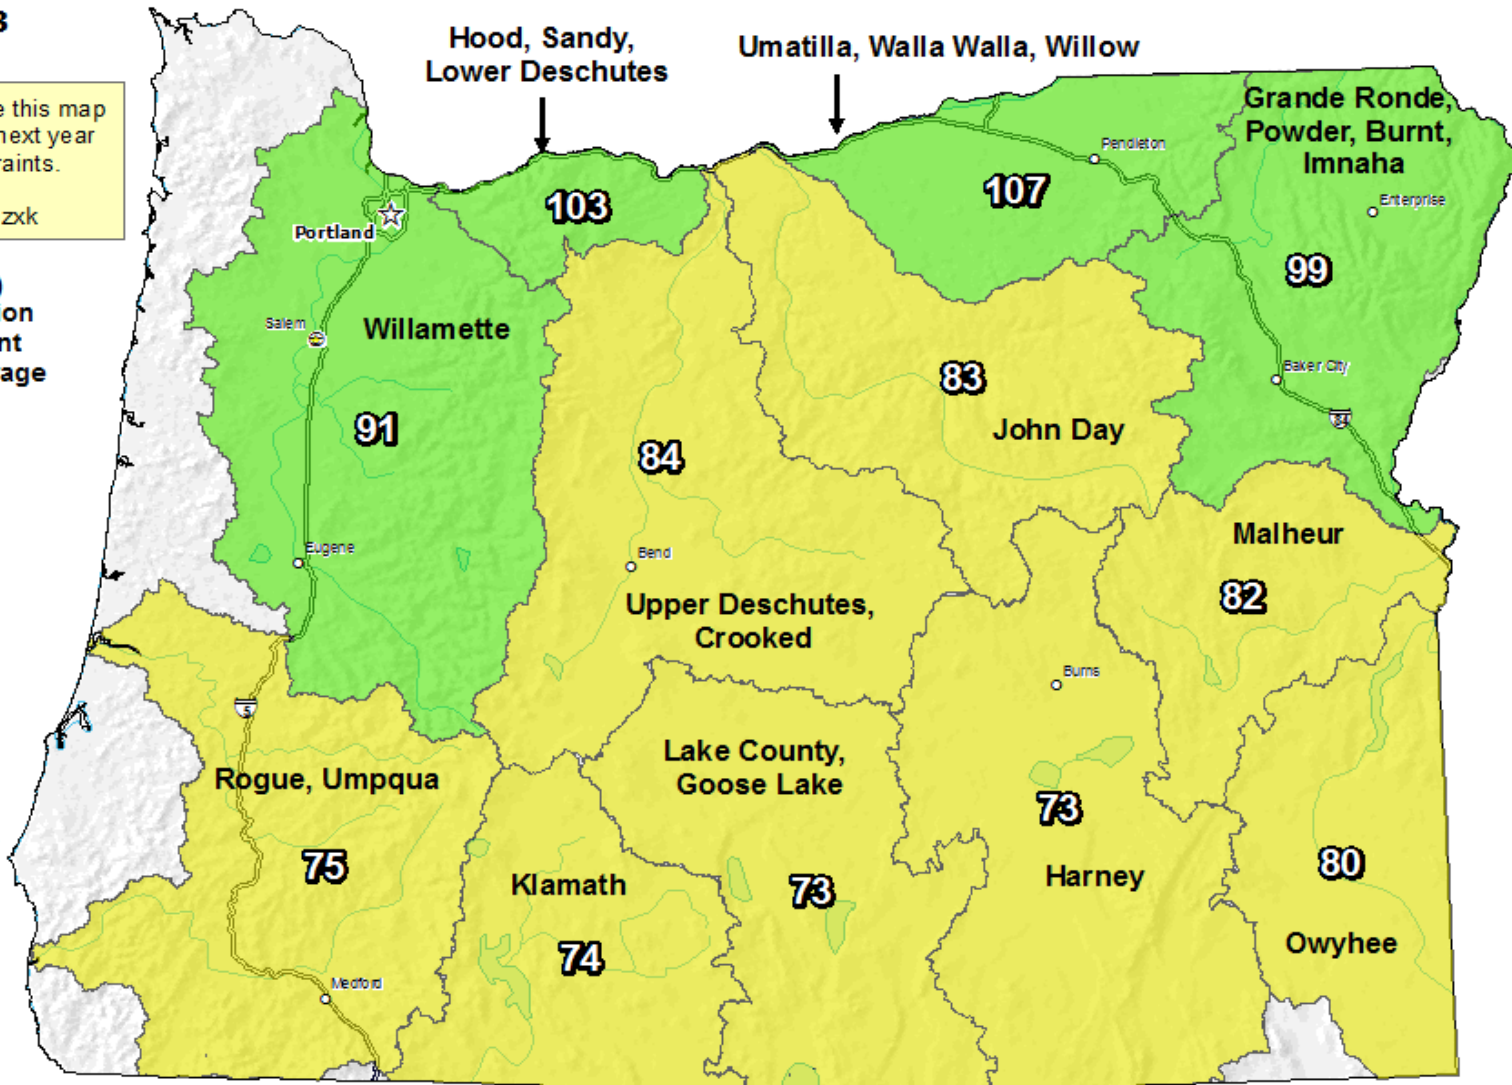 3
Hood, Sandy,
Lower Deschutes
Umatilla, Walla Walla, Willow
this map
next year
raints.
zxk
Grande Ronde,
Powder, Burnt,
Imnaha
Pendleton
Enterprise
103
107
99
Portland
Salem
Willamette
91
84
83
John Day
Baker City
84
Eugene
Bend
Upper Deschutes,
Crooked
Malheur
82
Burns
5
Rogue, Umpqua
75
Lake County,
Goose Lake
73
Klamath
74
73
Harney
80
Owyhee
Medford